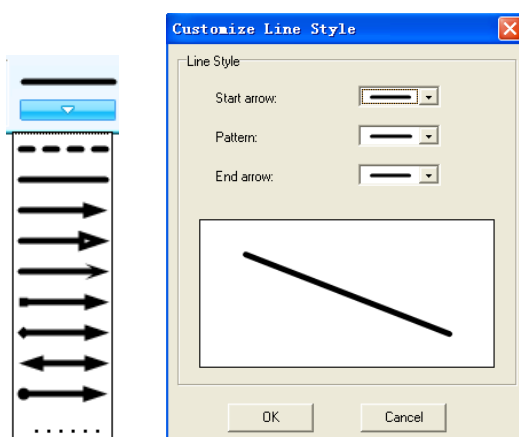 Customize Line Style
Line Style
Start arrow:
Pattern:
End arrow:
OK
Cancel